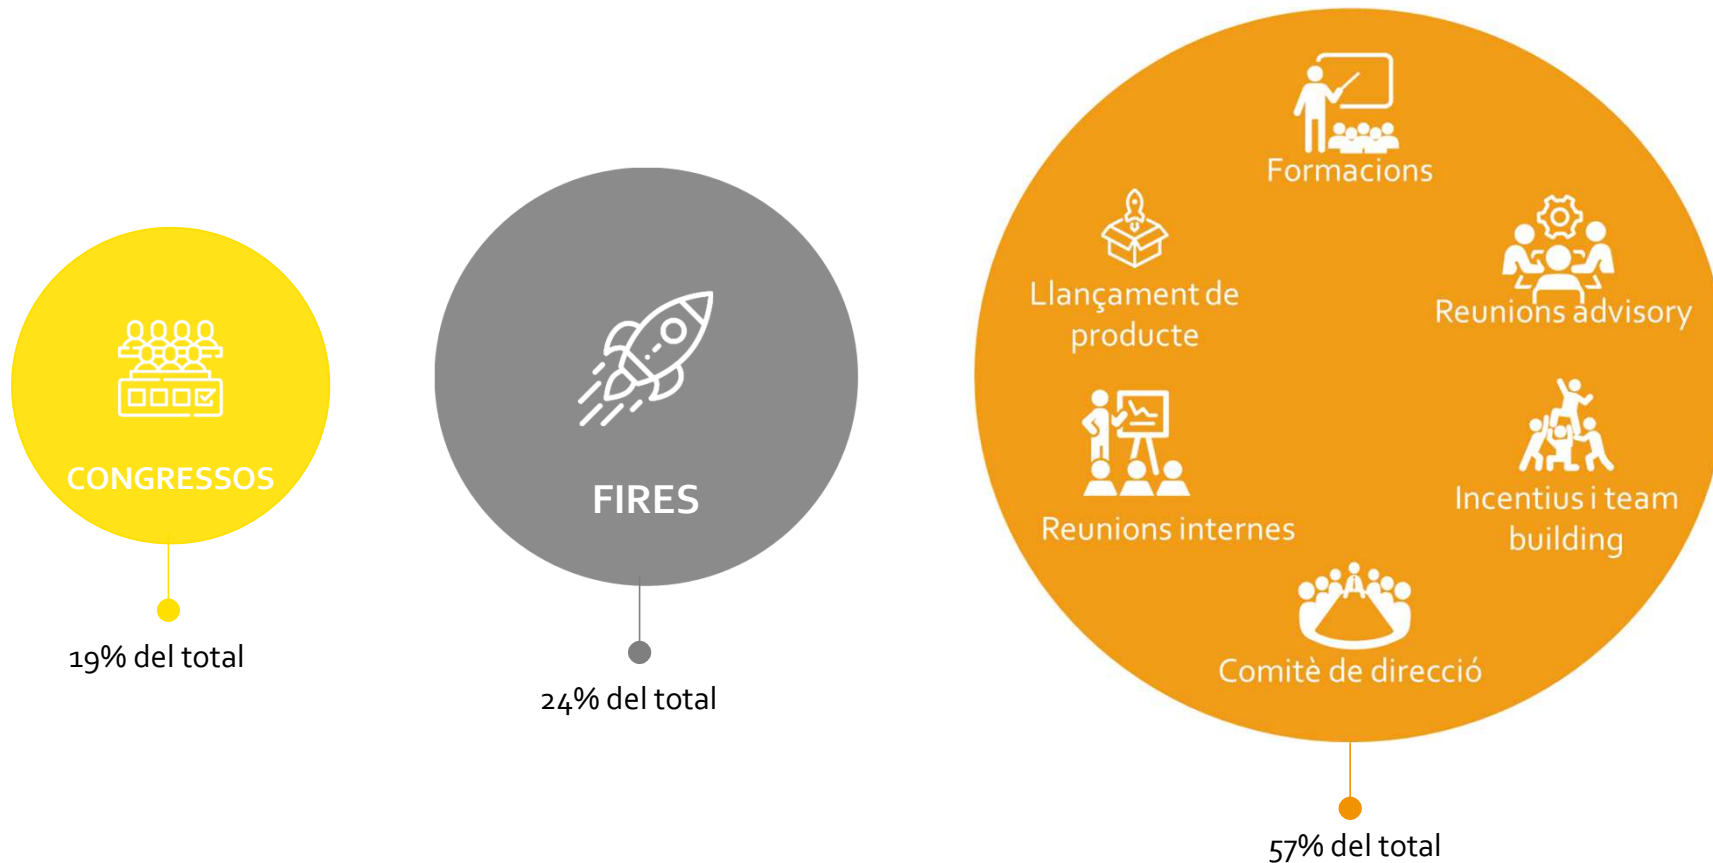 CONGRESSOS
19% del total
FIRES
24% del total
Formacions
Llançament de
producte
Reunions advisory
Reunions internes
Incentius i team
building
Comitè de direcció
57% del total